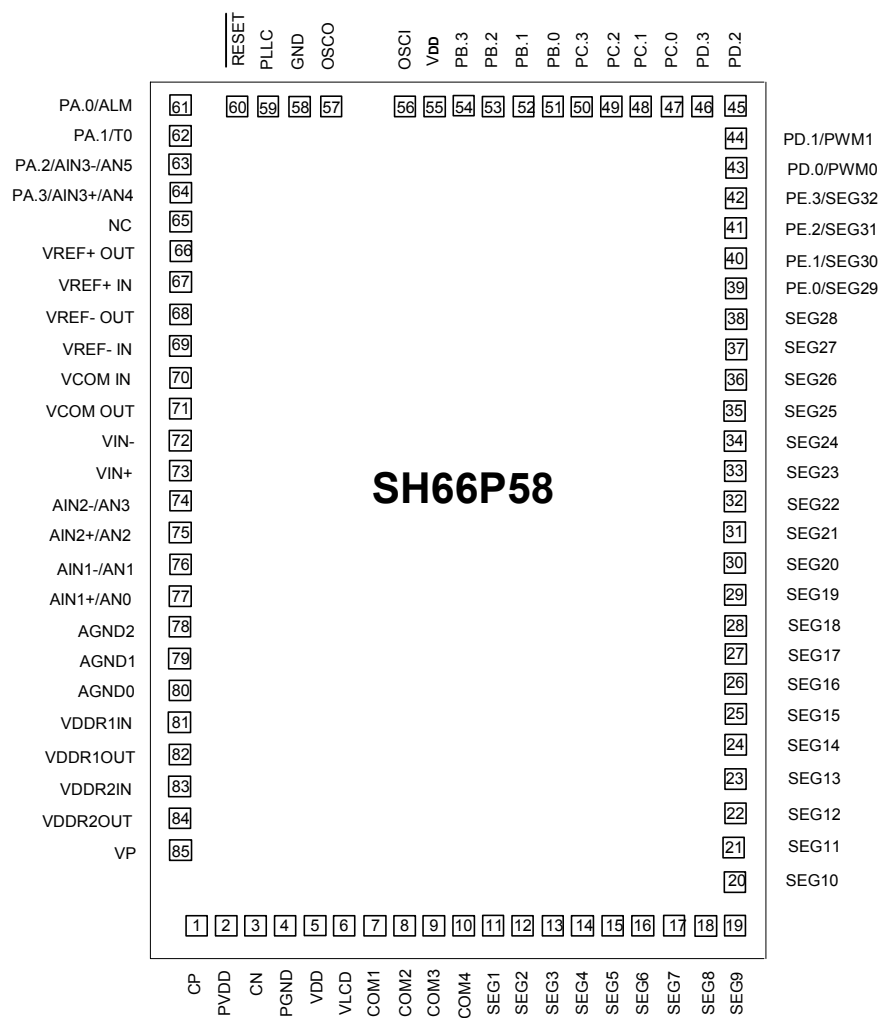 RESET PLLC GND OSCO OSCI VDD PB.3 PB.2 PB.1 PB.0 PC.3 PC.2 PC.1 PC.0 PD.3 PD.2
60 59 58 57 56 55 54 53 52 51 50 49 48 47 46 45
PA.0/ALM 61
PA.1/T0 62
PA.2/AIN3-/AN5 63
PA.3/AIN3+/AN4 64
NC 65
VREF+ OUT 66
VREF+ IN 67
VREF- OUT 68
VREF- IN 69
VCOM IN 70
VCOM OUT 71
VIN- 72
VIN+ 73
AIN2-/AN3 74
AIN2+/AN2 75
AIN1-/AN1 76
AIN1+/AN0 77
AGND2 78
AGND1 79
AGND0 80
VDDR1IN 81
VDDR1OUT 82
VDDR2IN 83
VDDR2OUT 84
VP 85
SH66P58
44 PD.1/PWM1
43 PD.0/PWM0
42 PE.3/SEG32
41 PE.2/SEG31
40 PE.1/SEG30
39 PE.0/SEG29
38 SEG28
37 SEG27
36 SEG26
35 SEG25
34 SEG24
33 SEG23
32 SEG22
31 SEG21
30 SEG20
29 SEG19
28 SEG18
27 SEG17
26 SEG16
25 SEG15
24 SEG14
23 SEG13
22 SEG12
21 SEG11
20 SEG10
1 2 3 4 5 6 7 8 9 10 11 12 13 14 15 16 17 18 19
CP PVDD CN PGND VDD VLCD COM1 COM2 COM3 COM4 SEG1 SEG2 SEG3 SEG4 SEG5 SEG6 SEG7 SEG8 SEG9